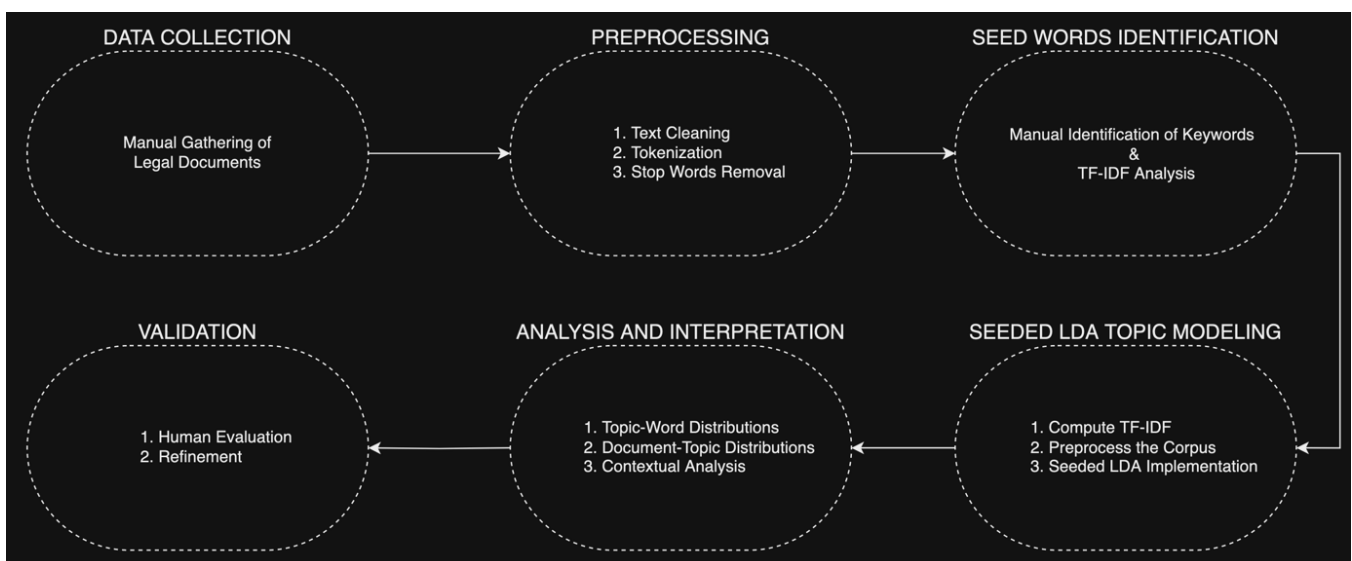 DATA COLLECTION
Manual Gathering of
Legal Documents
PREPROCESSING
1. Text Cleaning
2. Tokenization
3. Stop Words Removal
SEED WORDS IDENTIFICATION
Manual Identification of Keywords
&
TF-IDF Analysis
SEEDED LDA TOPIC MODELING
1. Compute TF-IDF
2. Preprocess the Corpus
3. Seeded LDA Implementation
ANALYSIS AND INTERPRETATION
1. Topic-Word Distributions
2. Document-Topic Distributions
3. Contextual Analysis
VALIDATION
1. Human Evaluation
2. Refinement